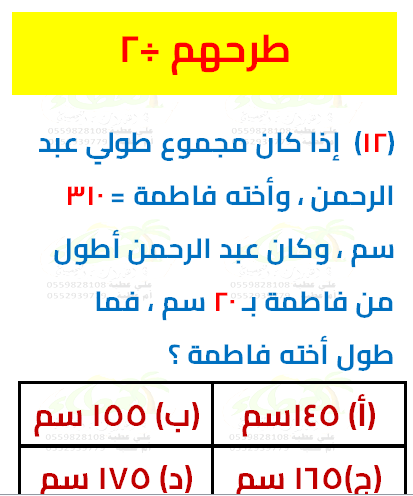 طرحهم ÷٢
(١٢) إذا كان مجموع طولي عبد
الرحمن ، وأخته فاطمة = ٣١٠
سم ، وكان عبد الرحمن أطول
من فاطمة بـ ٢٠ سم ، فما
طول أخته فاطمة ؟
(أ) ١٤٥سم (ب) ١٥٥ سم
(ج)١٦٥ سم (د) ١٧٥ سم